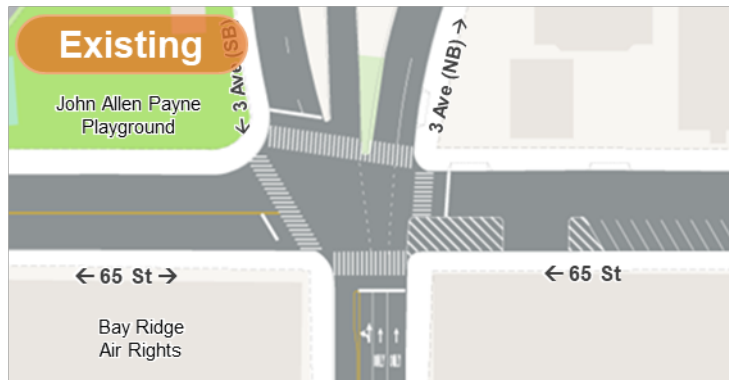 Existing
← 3 Ave (SB)
3 Ave (NB) →
John Allen Payne
Playground
← 65 St →
← 65 St
Bay Ridge
Air Rights